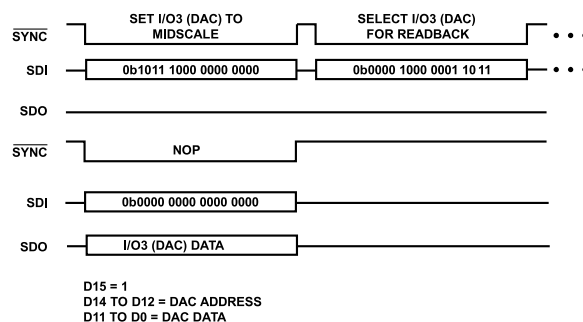 SET I/O3 (DAC) TO MIDSCALE
SELECT I/O3 (DAC) FOR READBACK
SYNC
SDI
0b1011 1000 0000 0000
0b0000 1000 0001 1011
SDO
SYNC
NOP
SDI
0b0000 0000 0000 0000
SDO
I/O3 (DAC) DATA
D15 = 1
D14 TO D12 = DAC ADDRESS
D11 TO D0 = DAC DATA